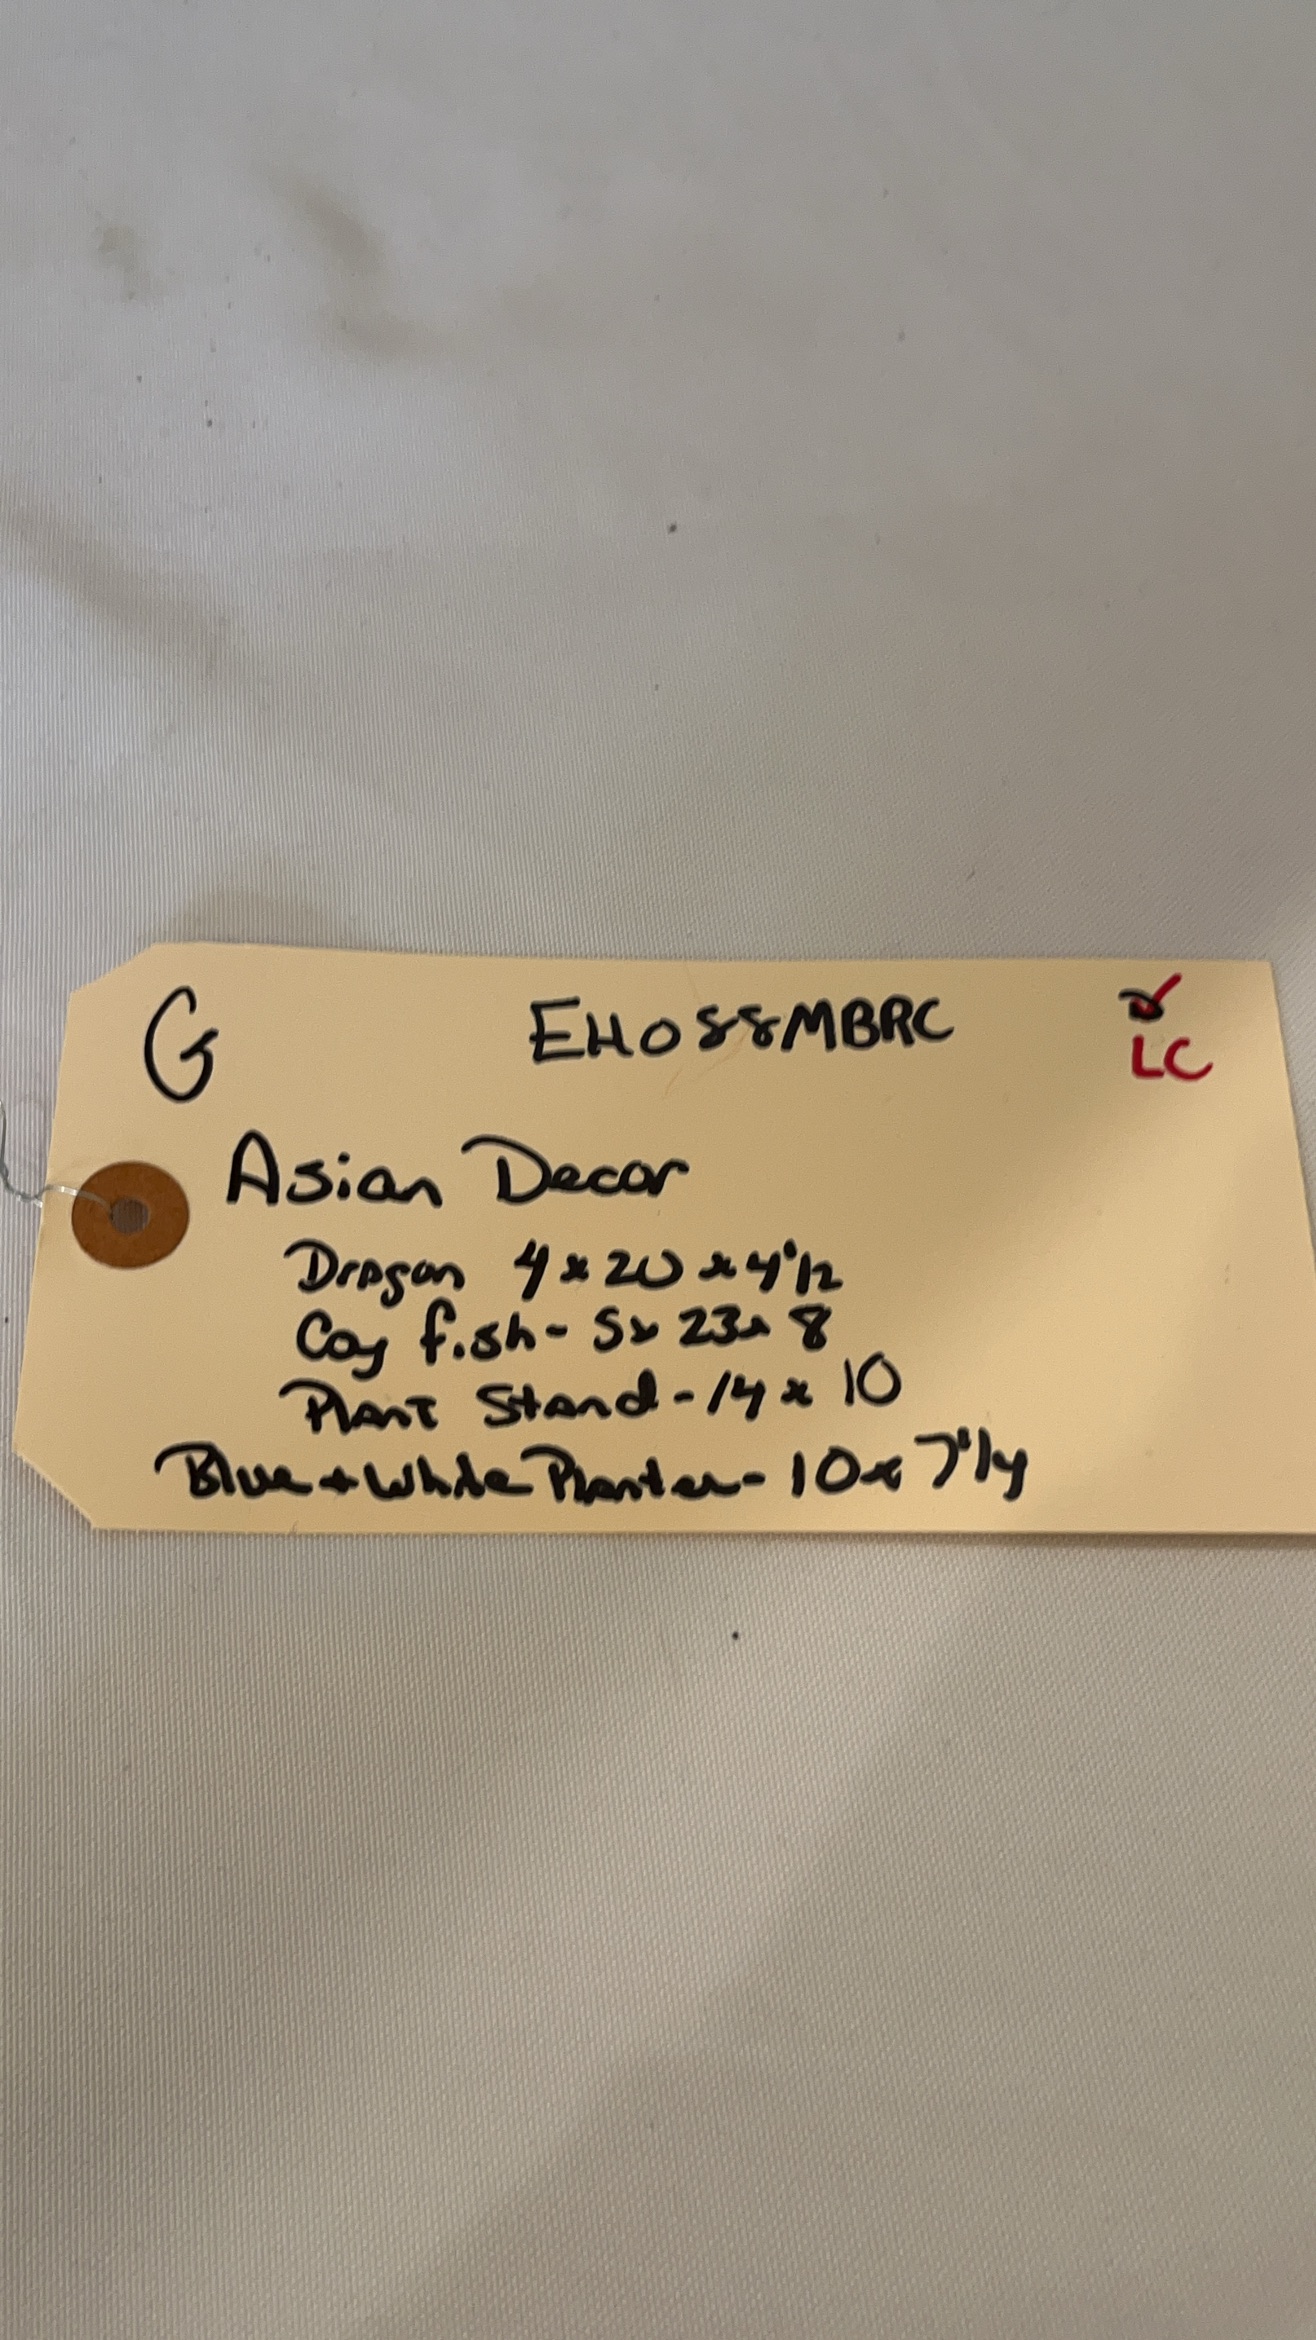 G EH088MBRC ✓
LC
Asian Decor
Dragon 4 x 20 x 4 1/2
Coy fish - 5 x 23 x 8
Plant Stand - 14 x 10
Blue + White Planter - 10 x 7 1/4